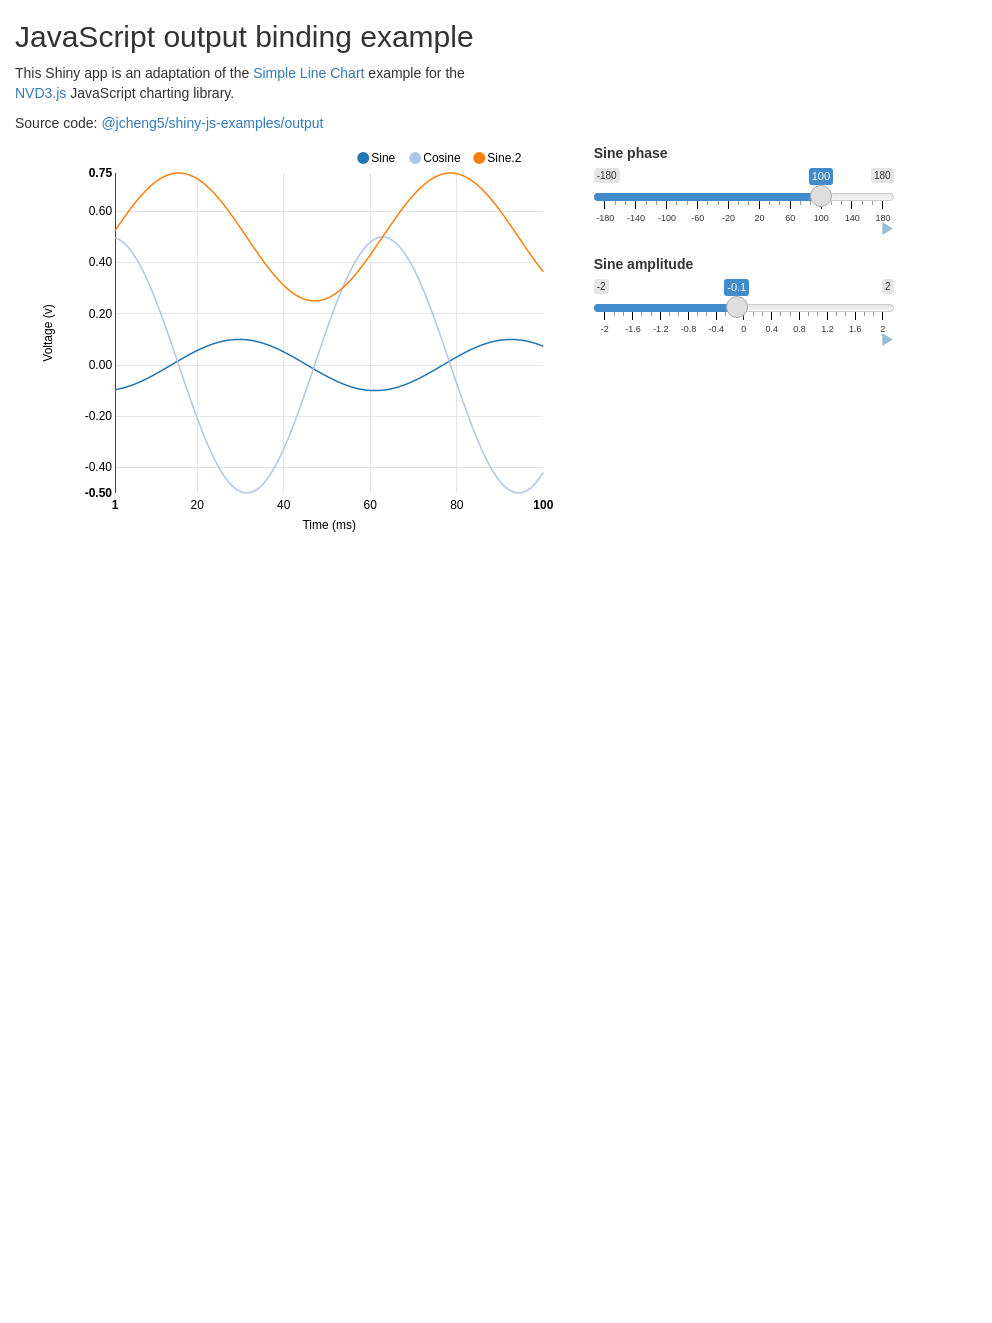 JavaScript output binding example
This Shiny app is an adaptation of the Simple Line Chart example for the
NVD3.js JavaScript charting library.
Source code: @jcheng5/shiny-js-examples/output
Sine Cosine Sine.2
0.75
0.60
0.40
0.20
0.00
-0.20
-0.40
-0.50
Voltage (v)
1 20 40 60 80 100
Time (ms)
Sine phase
-180 100 180
-180 -140 -100 -60 -20 20 60 100 140 180
Sine amplitude
-2 -0.1 2
-2 -1.6 -1.2 -0.8 -0.4 0 0.4 0.8 1.2 1.6 2